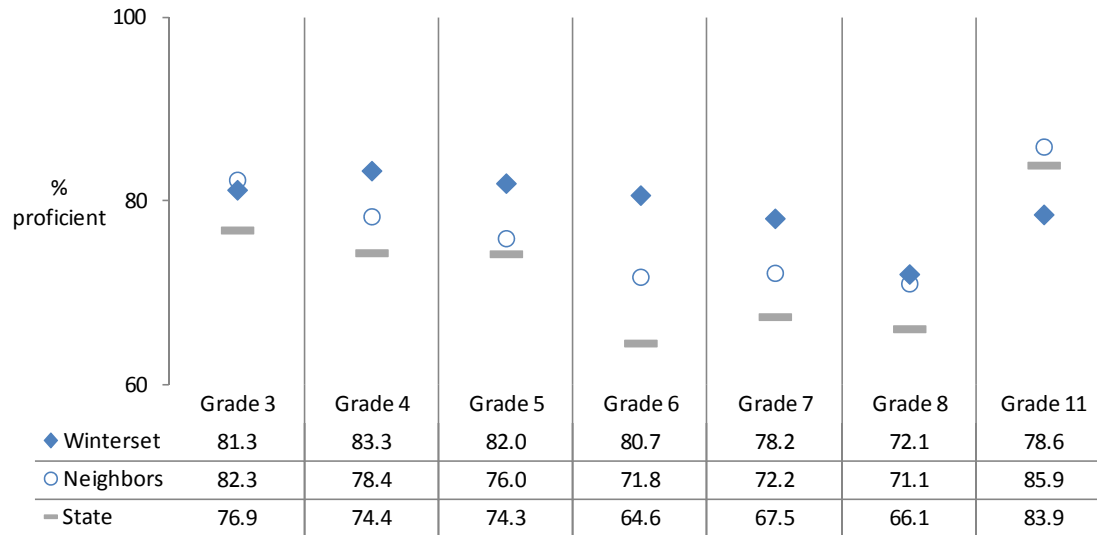 100
80
%
proficient
60
Grade 3 Grade 4 Grade 5 Grade 6 Grade 7 Grade 8 Grade 11
Winterset 81.3 83.3 82.0 80.7 78.2 72.1 78.6
Neighbors 82.3 78.4 76.0 71.8 72.2 71.1 85.9
State 76.9 74.4 74.3 64.6 67.5 66.1 83.9